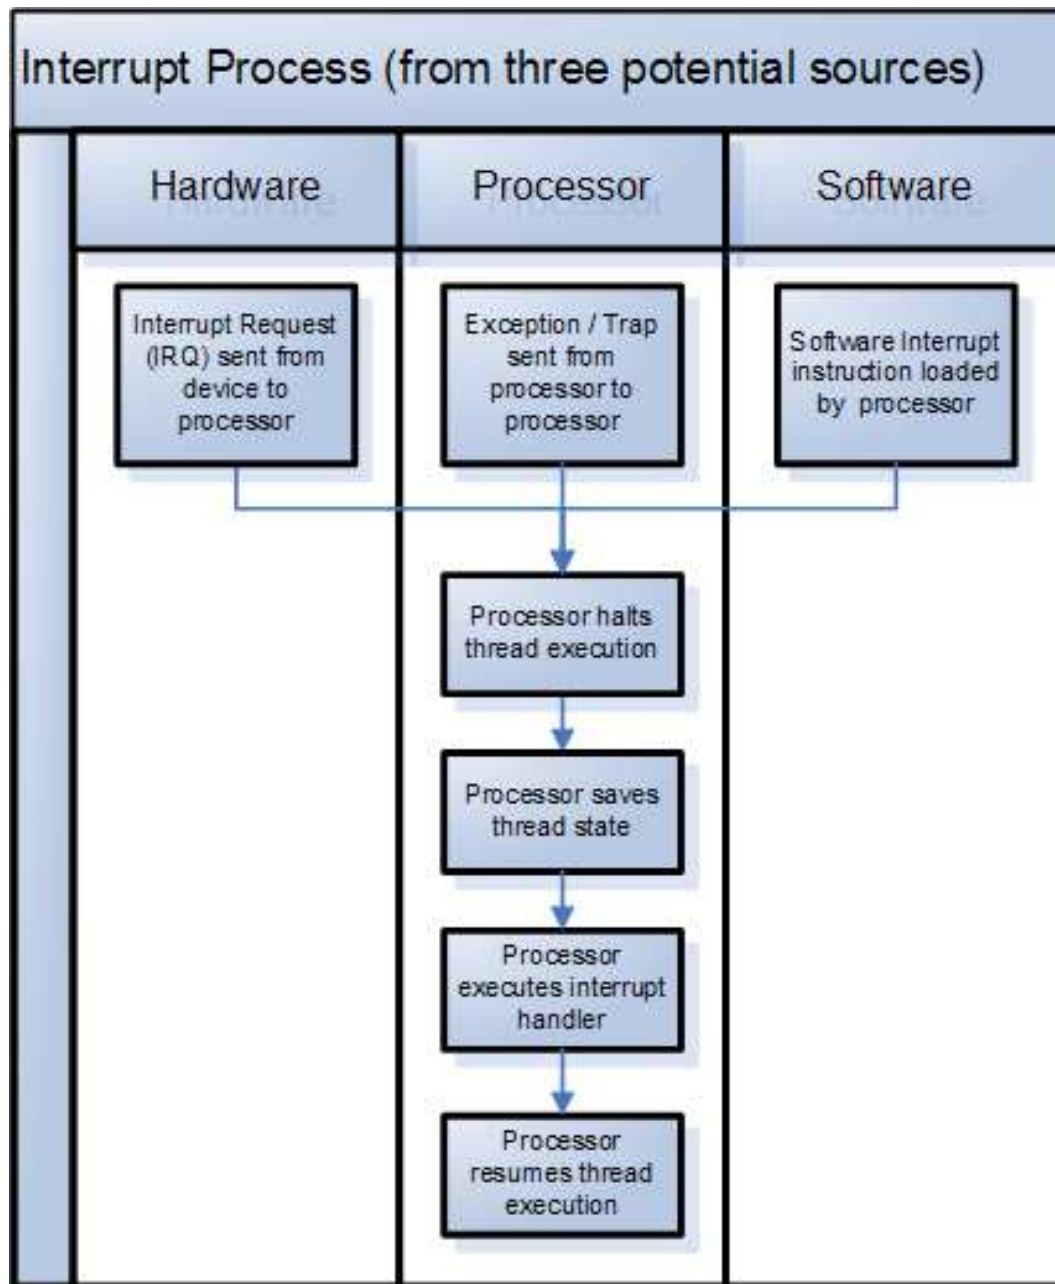 Interrupt Process (from three potential sources)
Hardware
Processor
Software
Interrupt Request
(IRQ) sent from
device to
processor
Exception / Trap
sent from
processor to
processor
Software Interrupt
instruction loaded
by processor
Processor halts
thread execution
Processor saves
thread state
Processor
executes interrupt
handler
Processor
resumes thread
execution